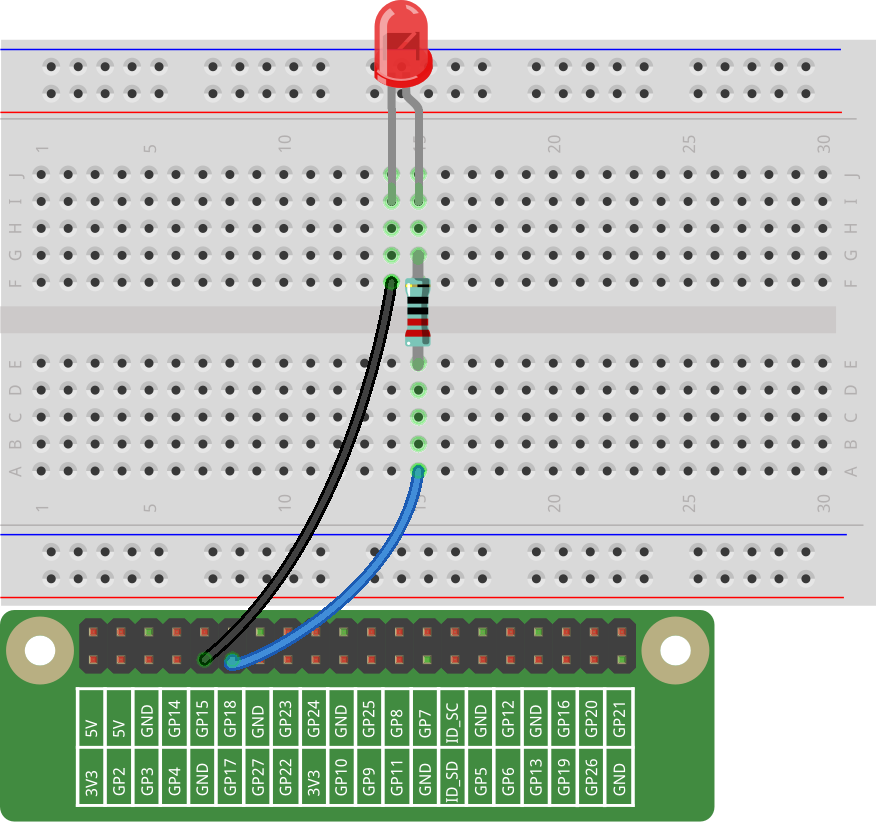 1 5 10 15 20 25 30
J J
I I
H H
G G
F F
E E
D D
C C
B B
A A
1 5 10 15 20 25 30
5V 5V GND GP14 GP15 GP18 GND GP23 GP24 GND GP25 GP8 GP7 ID_SC GND GP12 GND GP16 GP20 GP21
3V3 GP2 GP3 GP4 GND GP17 GP27 GP22 3V3 GP10 GP9 GP11 GND ID_SD GP5 GP6 GP13 GP19 GP26 GND